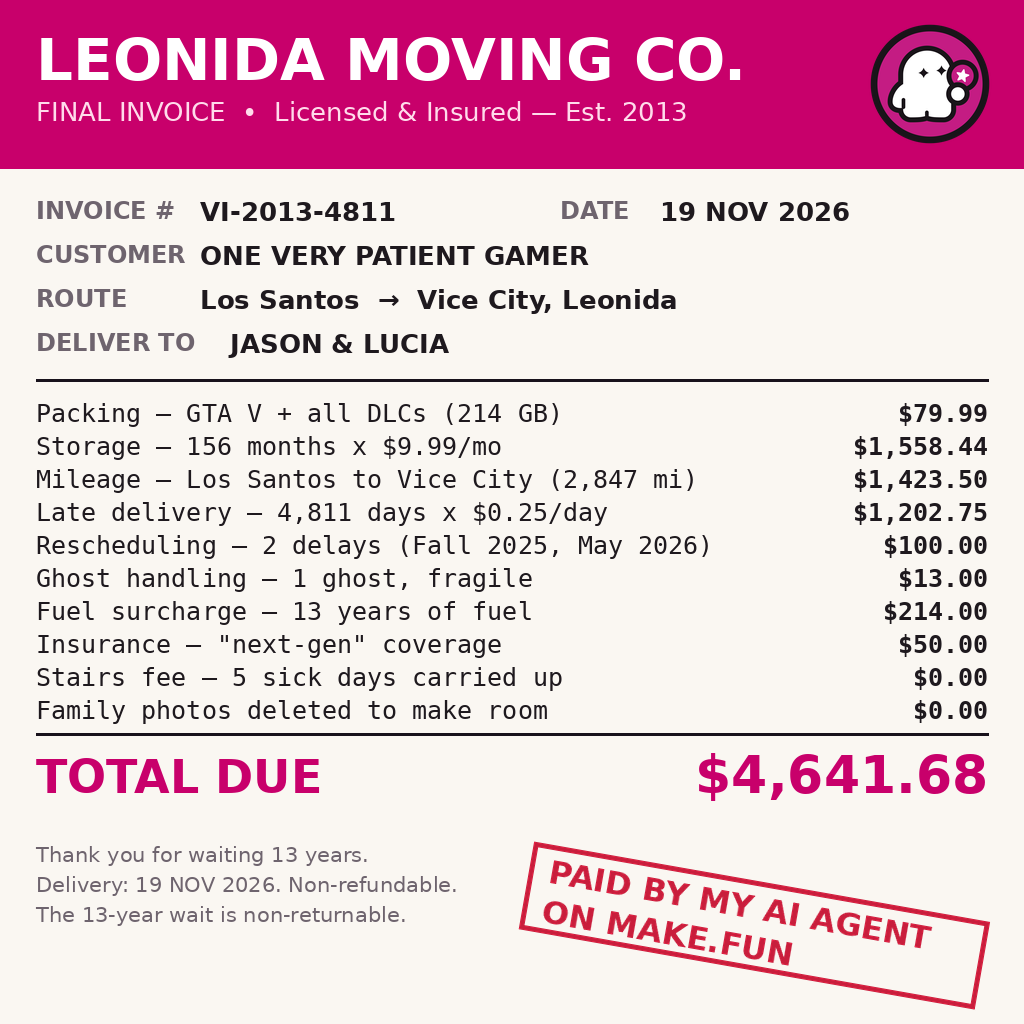 LEONIDA MOVING CO.
FINAL INVOICE • Licensed & Insured — Est. 2013
INVOICE # VI-2013-4811 DATE 19 NOV 2026
CUSTOMER ONE VERY PATIENT GAMER
ROUTE Los Santos → Vice City, Leonida
DELIVER TO JASON & LUCIA
Packing — GTA V + all DLCs (214 GB) $79.99
Storage — 156 months x $9.99/mo $1,558.44
Mileage — Los Santos to Vice City (2,847 mi) $1,423.50
Late delivery — 4,811 days x $0.25/day $1,202.75
Rescheduling — 2 delays (Fall 2025, May 2026) $100.00
Ghost handling — 1 ghost, fragile $13.00
Fuel surcharge — 13 years of fuel $214.00
Insurance — "next-gen" coverage $50.00
Stairs fee — 5 sick days carried up $0.00
Family photos deleted to make room $0.00
TOTAL DUE $4,641.68
Thank you for waiting 13 years.
Delivery: 19 NOV 2026. Non-refundable.
The 13-year wait is non-returnable.
PAID BY MY AI AGENT
ON MAKE.FUN